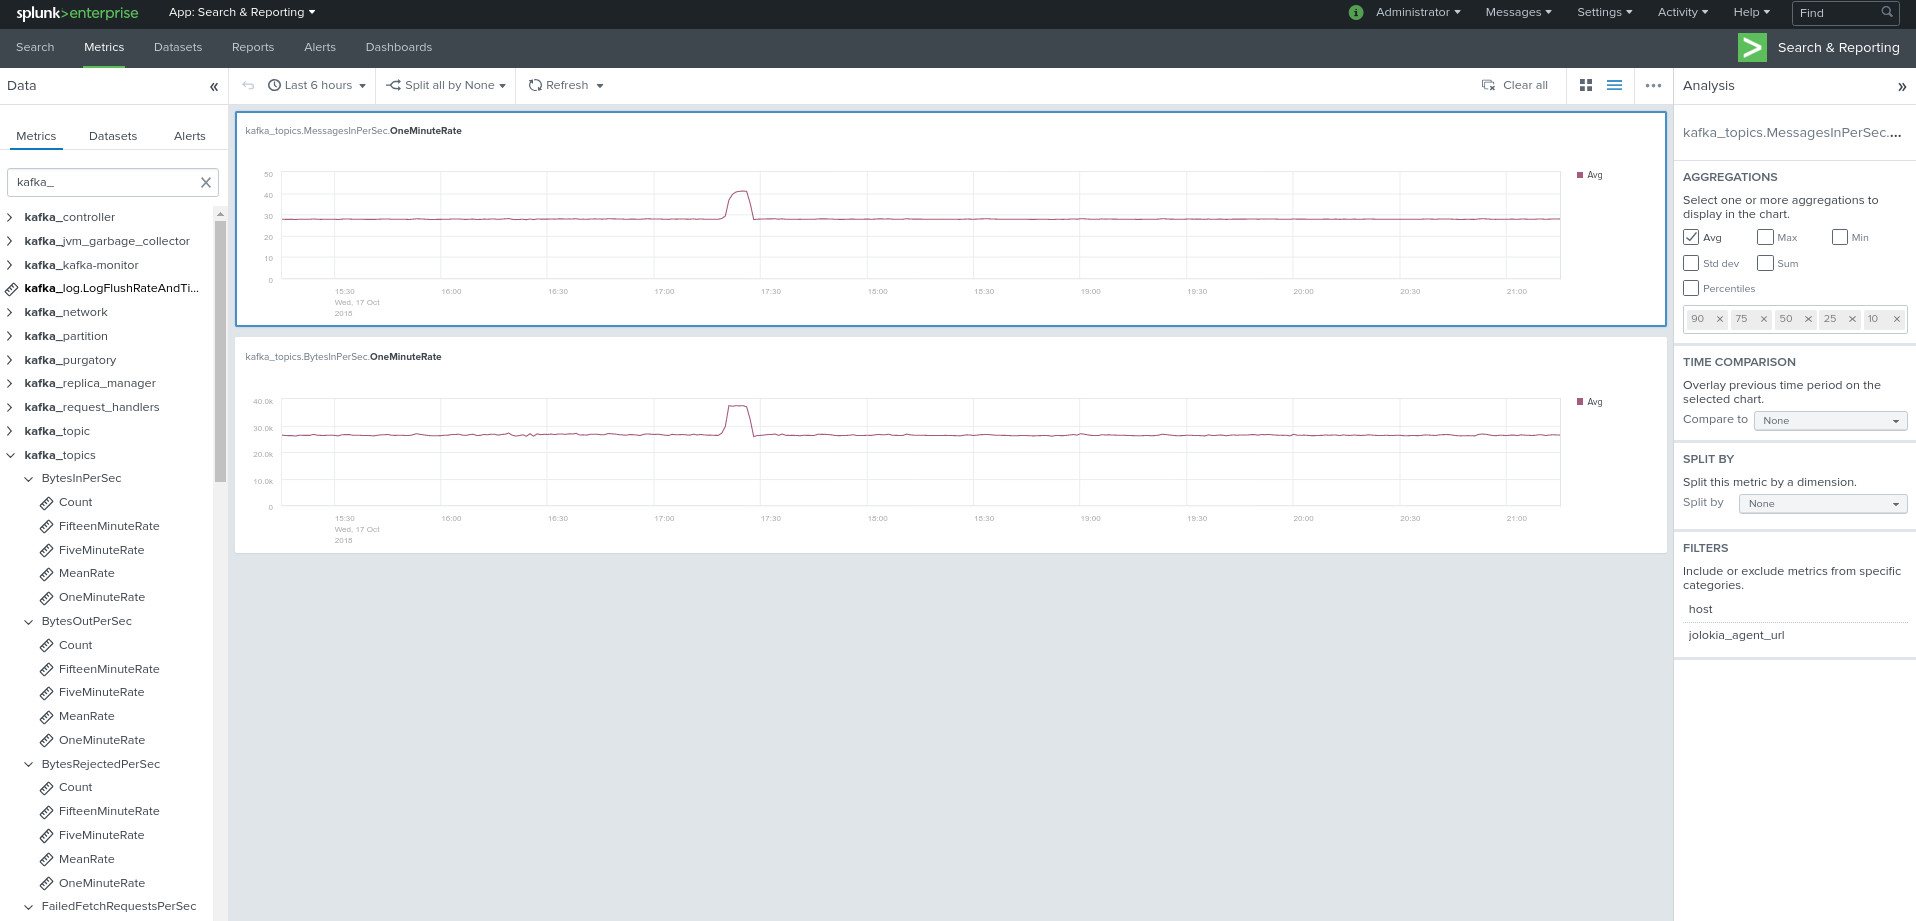 splunk>enterprise App: Search & Reporting
i Administrator Messages Settings Activity Help Find
Search Metrics Datasets Reports Alerts Dashboards
Search & Reporting
Data «
Metrics Datasets Alerts
kafka_
kafka_controller
kafka_jvm_garbage_collector
kafka_kafka-monitor
kafka_log.LogFlushRateAndTi...
kafka_network
kafka_partition
kafka_purgatory
kafka_replica_manager
kafka_request_handlers
kafka_topic
kafka_topics
BytesInPerSec
Count
FifteenMinuteRate
FiveMinuteRate
MeanRate
OneMinuteRate
BytesOutPerSec
Count
FifteenMinuteRate
FiveMinuteRate
MeanRate
OneMinuteRate
BytesRejectedPerSec
Count
FifteenMinuteRate
FiveMinuteRate
MeanRate
OneMinuteRate
FailedFetchRequestsPerSec
Last 6 hours Split all by None Refresh Clear all
kafka_topics.MessagesInPerSec.OneMinuteRate
50
40
30
20
10
0
15:30 16:00 16:30 17:00 17:30 18:00 18:30 19:00 19:30 20:00 20:30 21:00
Wed, 17 Oct
2018
Avg
kafka_topics.BytesInPerSec.OneMinuteRate
40.0k
30.0k
20.0k
10.0k
0
15:30 16:00 16:30 17:00 17:30 18:00 18:30 19:00 19:30 20:00 20:30 21:00
Wed, 17 Oct
2018
Avg
Analysis »
kafka_topics.MessagesInPerSec....
AGGREGATIONS
Select one or more aggregations to
display in the chart.
Avg Max Min
Std dev Sum
Percentiles
90 × 75 × 50 × 25 × 10 ×
TIME COMPARISON
Overlay previous time period on the
selected chart.
Compare to None
SPLIT BY
Split this metric by a dimension.
Split by None
FILTERS
Include or exclude metrics from specific
categories.
host
jolokia_agent_url